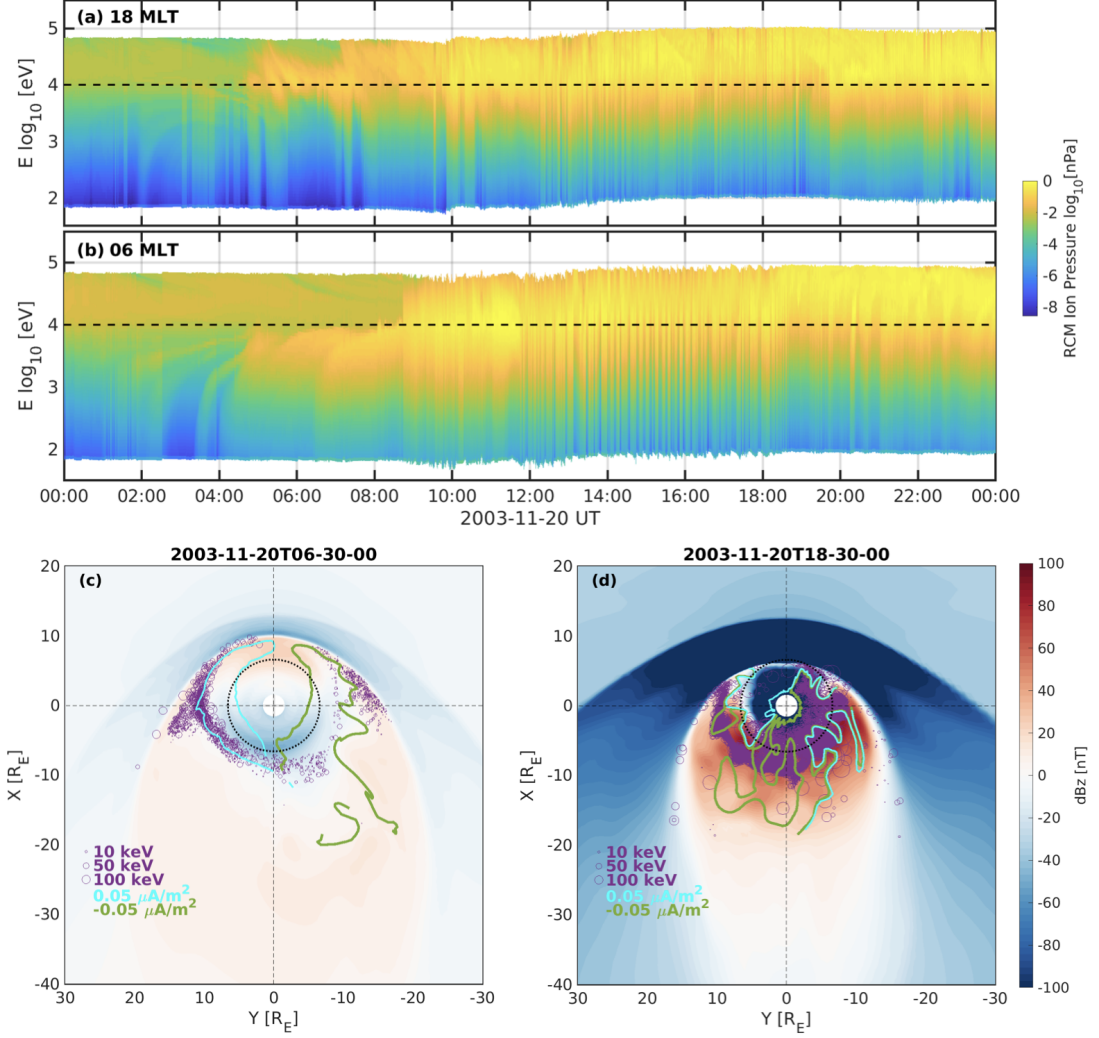 (a) 18 MLT
5
4
3
2
E log10 [eV]
(b) 06 MLT
5
4
3
2
E log10 [eV]
00:00 02:00 04:00 06:00 08:00 10:00 12:00 14:00 16:00 18:00 20:00 22:00 00:00
2003-11-20 UT
0
-2
-4
-6
-8
RCM Ion Pressure log10[nPa]
2003-11-20T06-30-00
(c)
20
10
0
-10
-20
-30
-40
X [RE]
10 keV
50 keV
100 keV
0.05 μA/m2
-0.05 μA/m2
30 20 10 0 -10 -20 -30
Y [RE]
2003-11-20T18-30-00
(d)
20
10
0
-10
-20
-30
-40
X [RE]
10 keV
50 keV
100 keV
0.05 μA/m2
-0.05 μA/m2
30 20 10 0 -10 -20 -30
Y [RE]
100
80
60
40
20
0
-20
-40
-60
-80
-100
dBz [nT]